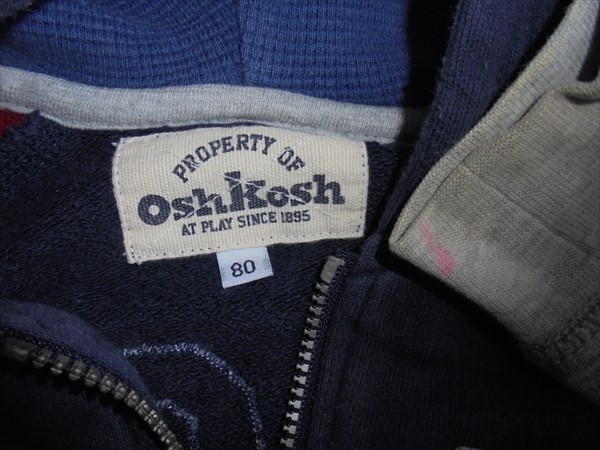 PROPERTY OF
OshKosh
AT PLAY SINCE 1895
80